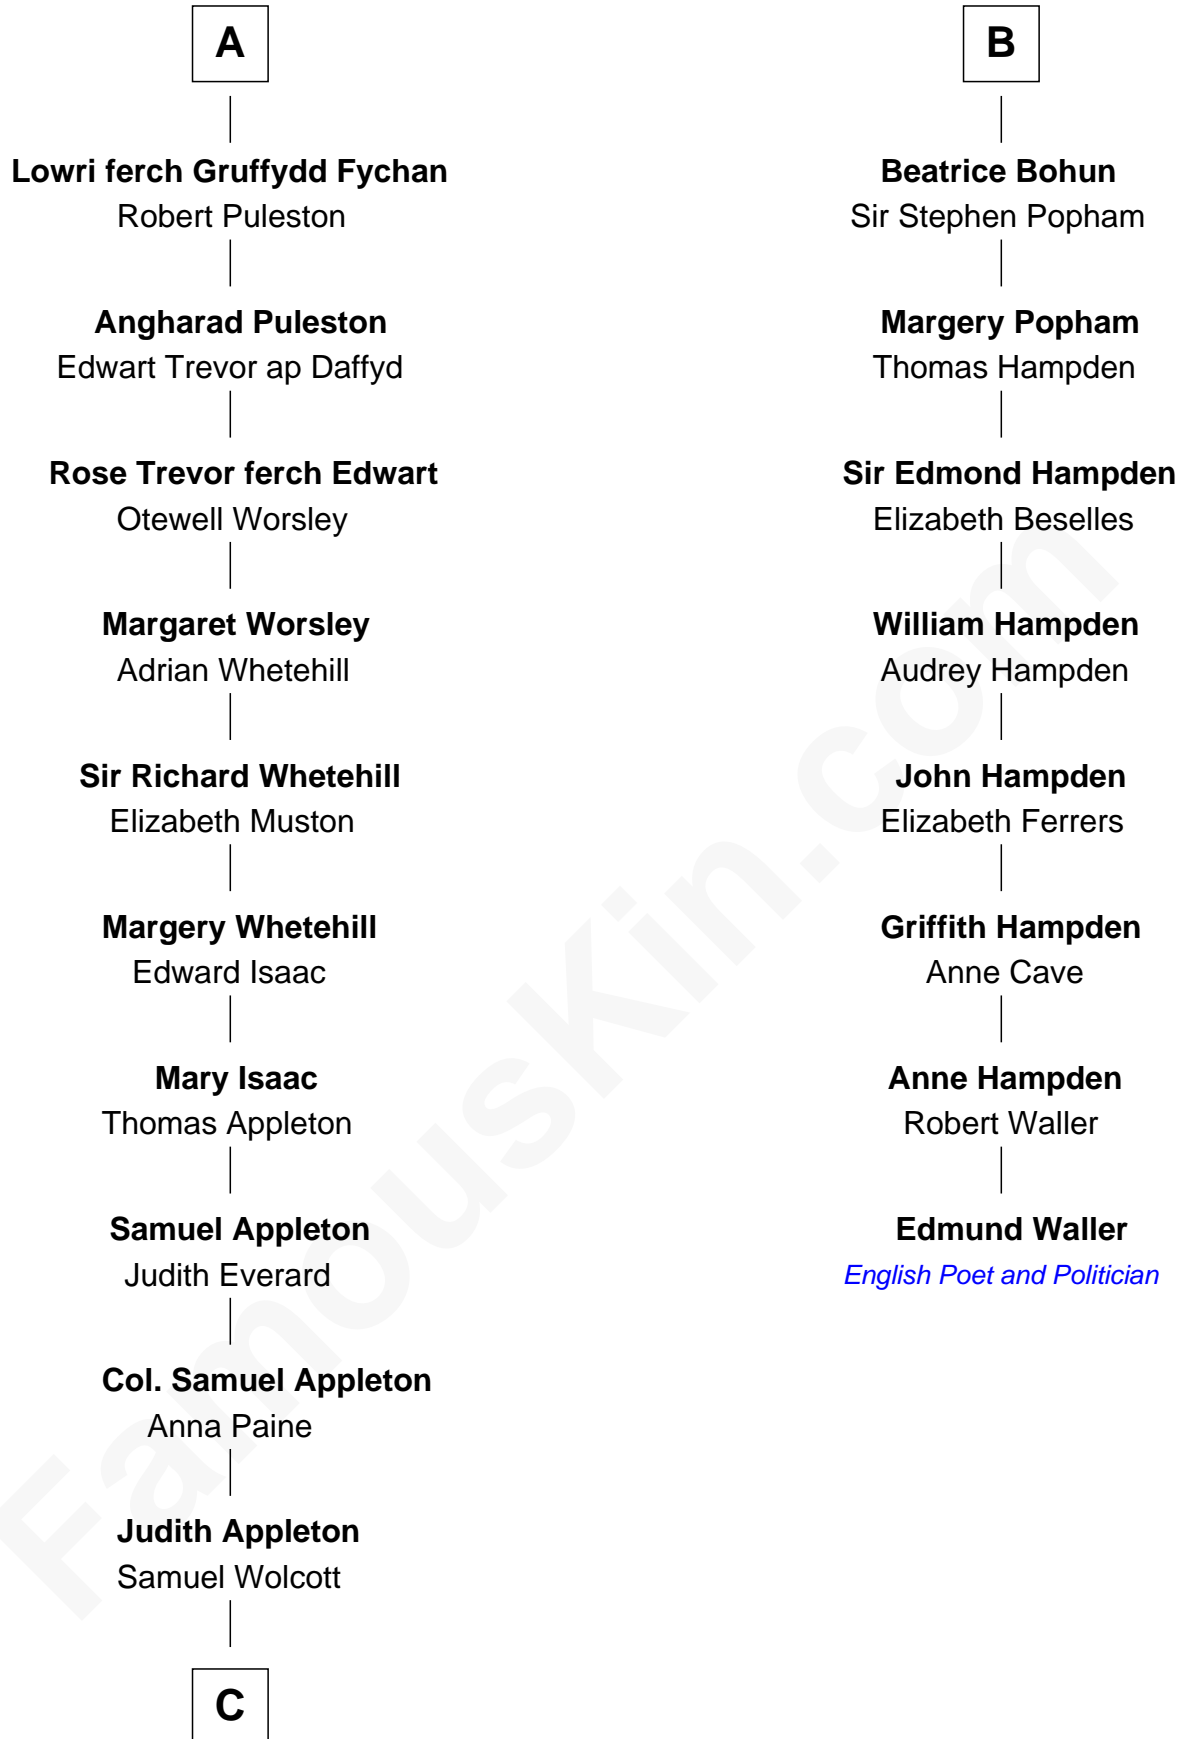 A
Lowri ferch Gruffydd Fychan
Robert Puleston
Angharad Puleston
Edwart Trevor ap Daffyd
Rose Trevor ferch Edwart
Otewell Worsley
Margaret Worsley
Adrian Whetehill
Sir Richard Whetehill
Elizabeth Muston
Margery Whetehill
Edward Isaac
Mary Isaac
Thomas Appleton
Samuel Appleton
Judith Everard
Col. Samuel Appleton
Anna Paine
Judith Appleton
Samuel Wolcott
C
B
Beatrice Bohun
Sir Stephen Popham
Margery Popham
Thomas Hampden
Sir Edmond Hampden
Elizabeth Beselles
William Hampden
Audrey Hampden
John Hampden
Elizabeth Ferrers
Griffith Hampden
Anne Cave
Anne Hampden
Robert Waller
Edmund Waller
English Poet and Politician
FamousKin.com